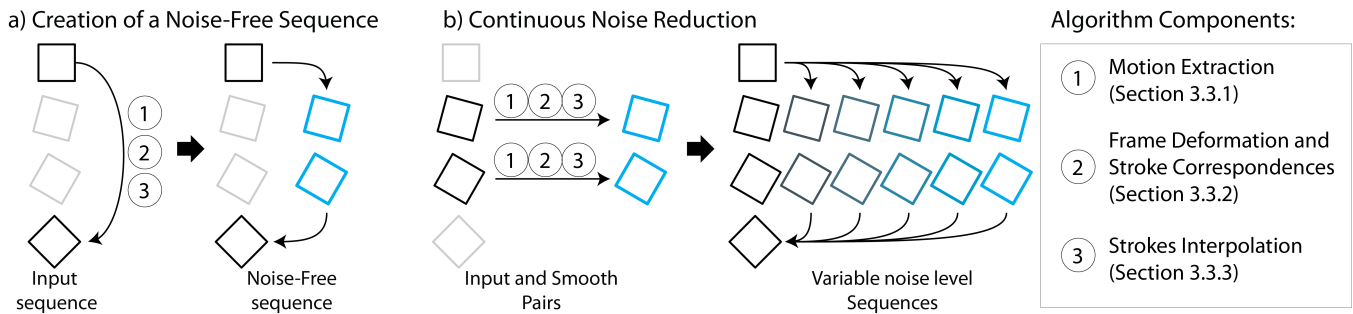 a) Creation of a Noise-Free Sequence
1
2
3
Input
sequence
Noise-Free
sequence
b) Continuous Noise Reduction
1 2 3
1 2 3
Input and Smooth
Pairs
Variable noise level
Sequences
Algorithm Components:
1 Motion Extraction
(Section 3.3.1)
2 Frame Deformation and
Stroke Correspondences
(Section 3.3.2)
3 Strokes Interpolation
(Section 3.3.3)